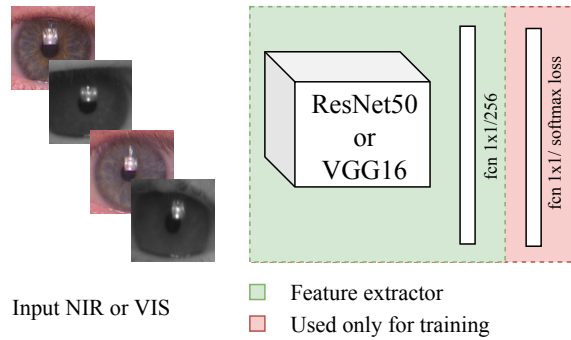 ResNet50
or
VGG16
fcn 1x1/256
fcn 1x1/ softmax loss
Input NIR or VIS
Feature extractor
Used only for training